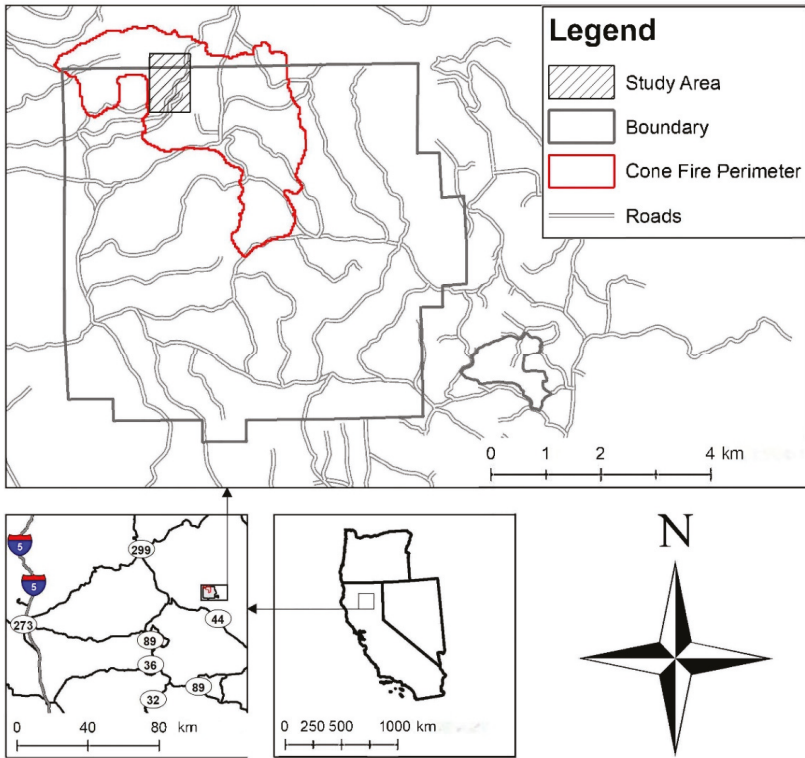 Legend
Study Area
Boundary
Cone Fire Perimeter
Roads
0 1 2 4 km
5
299
5
273
44
89
36
89
32
0 40 80 km
0 250 500 1000 km
N